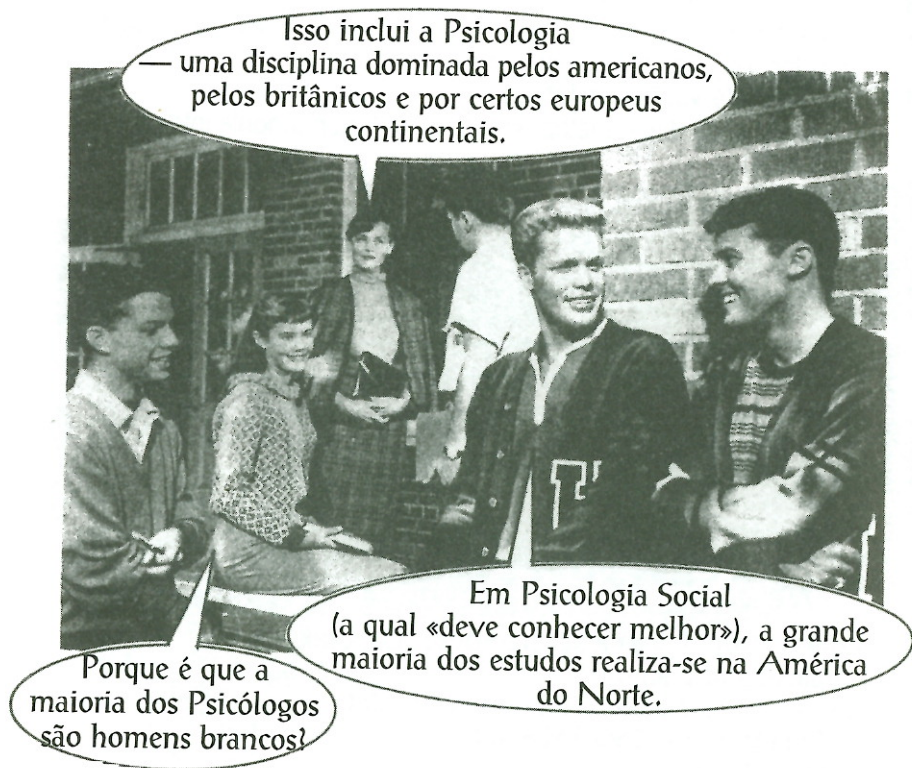 Isso inclui a Psicologia
— uma disciplina dominada pelos americanos,
pelos britânicos e por certos europeus
continentais.
Em Psicologia Social
(a qual «deve conhecer melhor»), a grande
maioria dos estudos realiza-se na América
do Norte.
Porque é que a
maioria dos Psicólogos
são homens brancos?